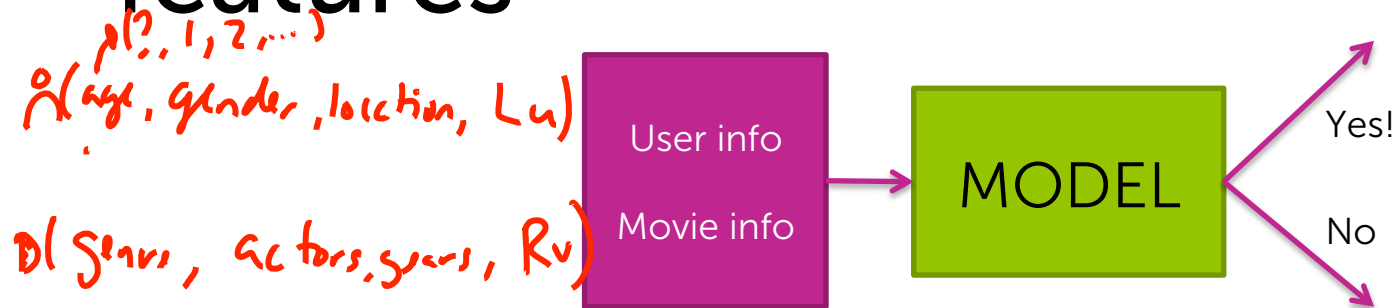 features
(?, 1, 2, ...)
(age, gender, location, Lu)
User info
Movie info
MODEL
Yes!
No
(genre, actors, years, Rv)